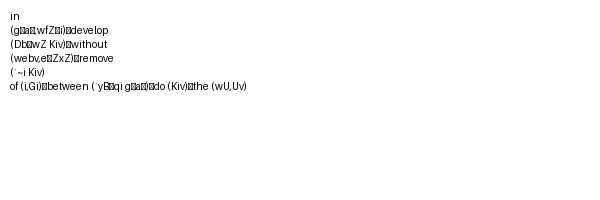 in
(g□a□,wfZ□i)□develop
(Db□wZ Kiv)□without
(webv,e□ZxZ)□remove
(ˉ~i Kiv)
of (i,Gi)□between (ˉyB□qi g□a□)□do (Kiv)□the (wU,Uv)